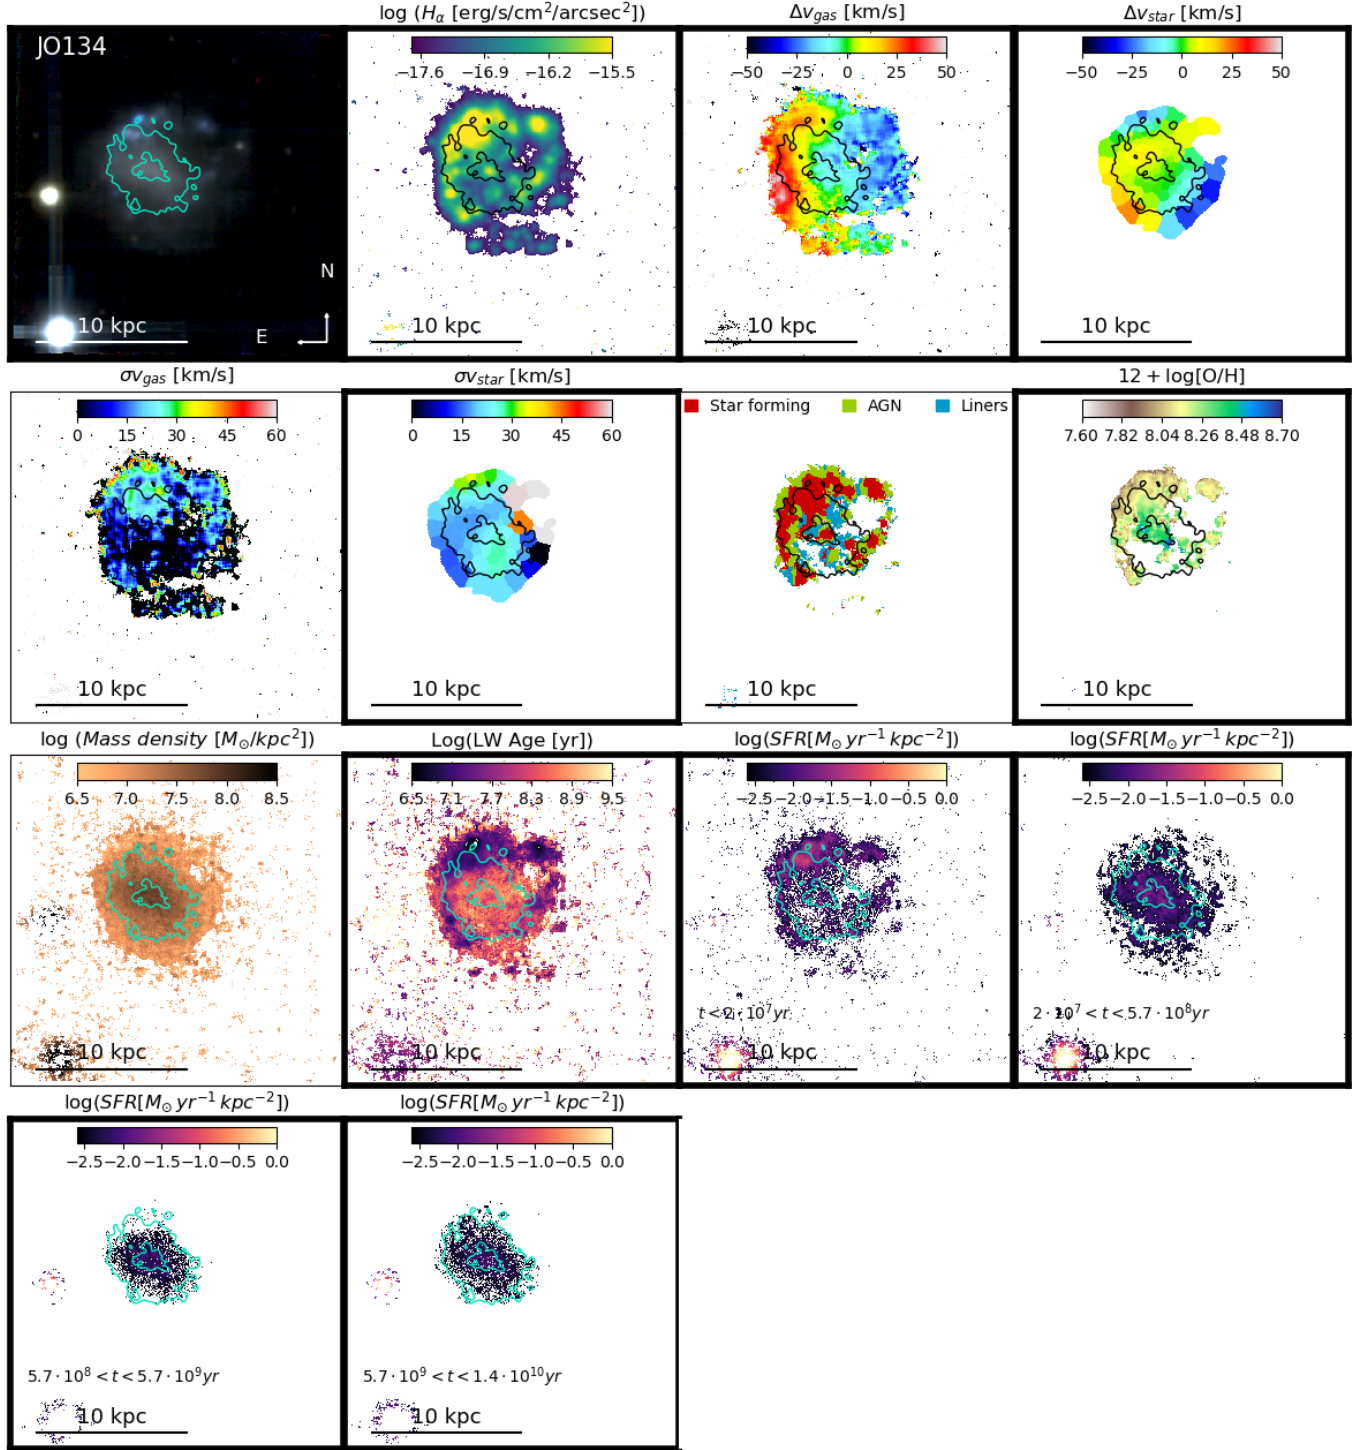 log (Hα [erg/s/cm²/arcsec²])
Δv_gas [km/s]
Δv_star [km/s]
JO134
−17.6 −16.9 −16.2 −15.5
−50 −25 0 25 50
−50 −25 0 25 50
N
E
10 kpc
10 kpc
10 kpc
10 kpc
σv_gas [km/s]
σv_star [km/s]
12 + log[O/H]
0 15 30 45 60
0 15 30 45 60
Star forming AGN Liners
7.60 7.82 8.04 8.26 8.48 8.70
10 kpc
10 kpc
10 kpc
10 kpc
log (Mass density [M⊙/kpc²])
Log(LW Age [yr])
log(SFR[M⊙ yr⁻¹ kpc⁻²])
log(SFR[M⊙ yr⁻¹ kpc⁻²])
6.5 7.0 7.5 8.0 8.5
6.5 7.1 7.7 8.3 8.9 9.5
−2.5 −2.0 −1.5 −1.0 −0.5 0.0
−2.5 −2.0 −1.5 −1.0 −0.5 0.0
t < 2 · 10⁷yr
2 · 10⁷ < t < 5.7 · 10⁸yr
10 kpc
10 kpc
10 kpc
10 kpc
log(SFR[M⊙ yr⁻¹ kpc⁻²])
log(SFR[M⊙ yr⁻¹ kpc⁻²])
−2.5 −2.0 −1.5 −1.0 −0.5 0.0
−2.5 −2.0 −1.5 −1.0 −0.5 0.0
5.7 · 10⁸ < t < 5.7 · 10⁹yr
5.7 · 10⁹ < t < 1.4 · 10¹⁰yr
10 kpc
10 kpc